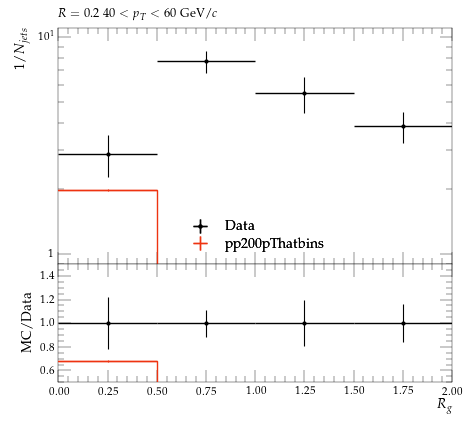 R = 0.2 40 < p_T < 60 GeV/c
1/N_jets
10^1
1
Data
pp200pThatbins
MC/Data
1.4
1.2
1.0
0.8
0.6
0.00 0.25 0.50 0.75 1.00 1.25 1.50 1.75 2.00
R_g